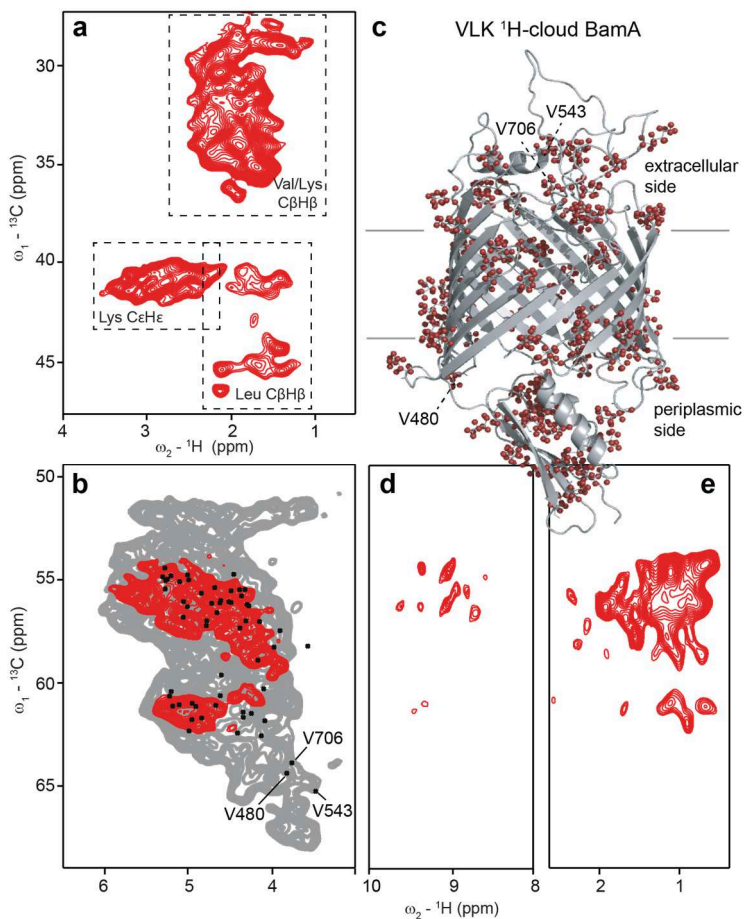 a
30
35
40
45
ω1 - 13C (ppm)
Val/Lys
CβHβ
Lys CεHε
Leu CβHβ
4
3
2
1
ω2 - 1H (ppm)
c
VLK 1H-cloud BamA
V543
V706
extracellular
side
V480
periplasmic
side
b
50
55
60
65
ω1 - 13C (ppm)
V706
V480
V543
6
5
4
d
10
9
8
e
2
1
ω2 - 1H (ppm)